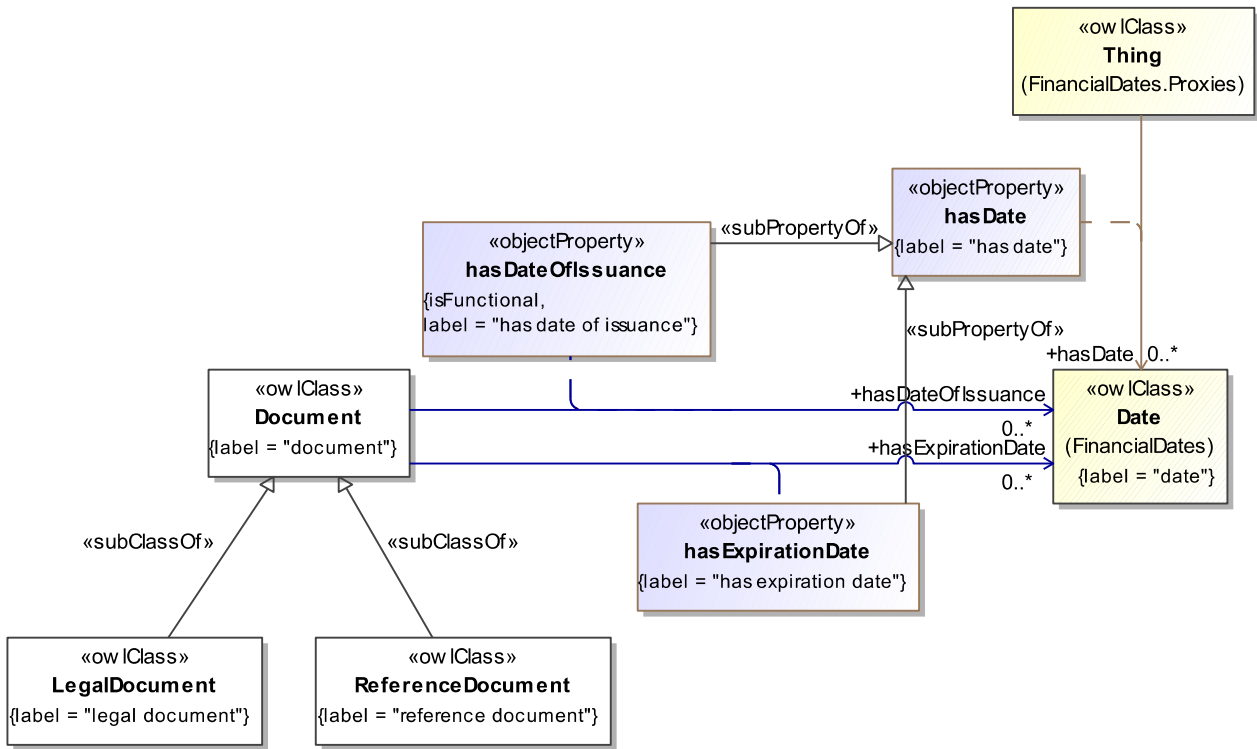 «owlClass»
Thing
(FinancialDates.Proxies)
«objectProperty»
hasDate
{label = "has date"}
«subPropertyOf»
«objectProperty»
hasDateOfIssuance
{isFunctional,
label = "has date of issuance"}
«subPropertyOf»
+hasDate 0..*
«owlClass»
Document
{label = "document"}
+hasDateOfIssuance
0..*
+hasExpirationDate
0..*
«owlClass»
Date
(FinancialDates)
{label = "date"}
«objectProperty»
hasExpirationDate
{label = "has expiration date"}
«subClassOf»
«subClassOf»
«owlClass»
LegalDocument
{label = "legal document"}
«owlClass»
ReferenceDocument
{label = "reference document"}